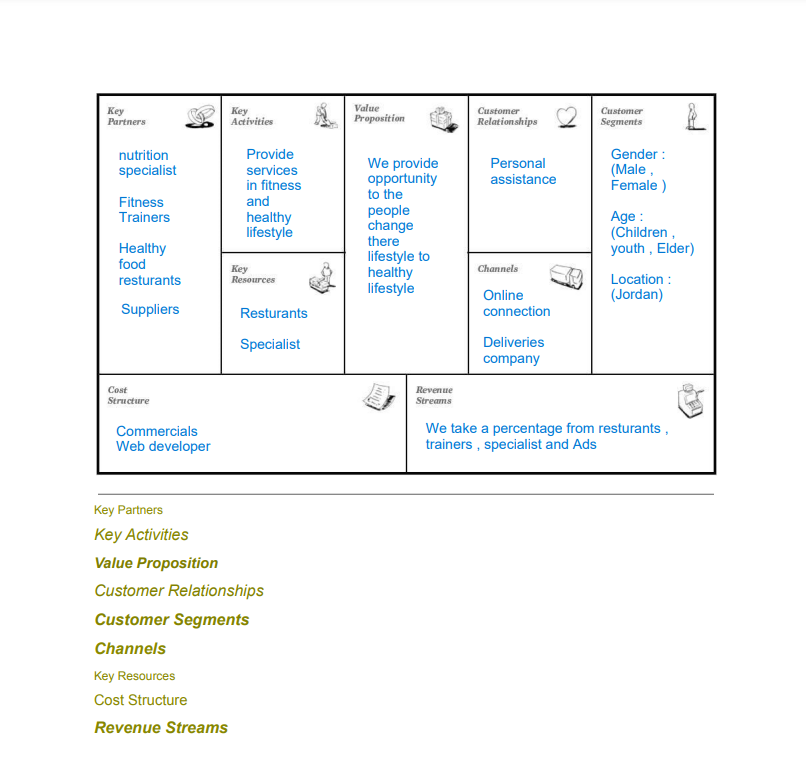 Key
Partners
nutrition
specialist
Fitness
Trainers
Healthy
food
resturants
Suppliers
Key
Activities
Provide
services
in fitness
and
healthy
lifestyle
Key
Resources
Resturants
Specialist
Value
Proposition
We provide
opportunity
to the
people
change
there
lifestyle to
healthy
lifestyle
Customer
Relationships
Personal
assistance
Channels
Online
connection
Deliveries
company
Customer
Segments
Gender :
(Male ,
Female )
Age :
(Children ,
youth , Elder)
Location :
(Jordan)
Cost
Structure
Commercials
Web developer
Revenue
Streams
We take a percentage from resturants ,
trainers , specialist and Ads
Key Partners
Key Activities
Value Proposition
Customer Relationships
Customer Segments
Channels
Key Resources
Cost Structure
Revenue Streams